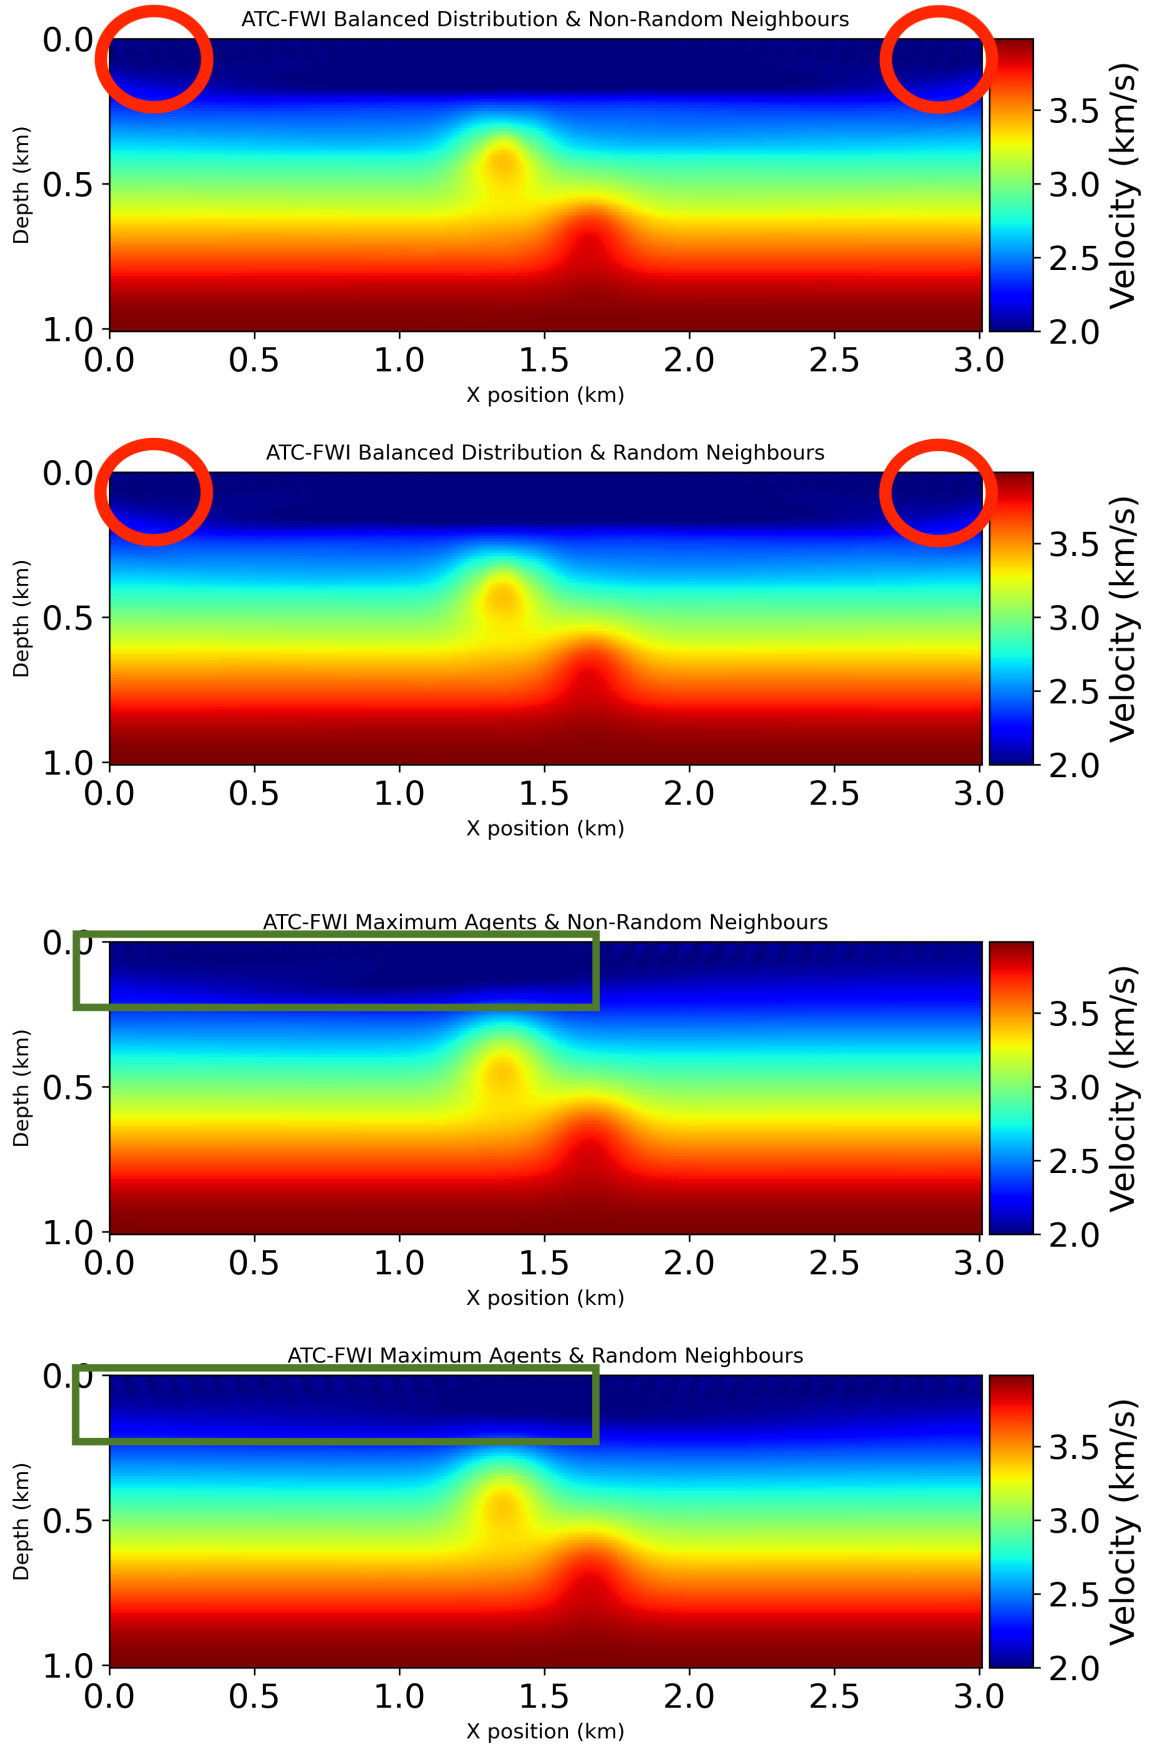 ATC-FWI Balanced Distribution & Non-Random Neighbours
0.0
0.5
1.0
Depth (km)
0.0 0.5 1.0 1.5 2.0 2.5 3.0
X position (km)
3.5
3.0
2.5
2.0
Velocity (km/s)
ATC-FWI Balanced Distribution & Random Neighbours
0.0
0.5
1.0
Depth (km)
0.0 0.5 1.0 1.5 2.0 2.5 3.0
X position (km)
3.5
3.0
2.5
2.0
Velocity (km/s)
ATC-FWI Maximum Agents & Non-Random Neighbours
0.0
0.5
1.0
Depth (km)
0.0 0.5 1.0 1.5 2.0 2.5 3.0
X position (km)
3.5
3.0
2.5
2.0
Velocity (km/s)
ATC-FWI Maximum Agents & Random Neighbours
0.0
0.5
1.0
Depth (km)
0.0 0.5 1.0 1.5 2.0 2.5 3.0
X position (km)
3.5
3.0
2.5
2.0
Velocity (km/s)